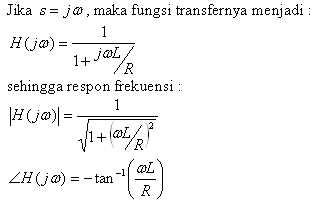 Jika s = jω , maka fungsi transfernya menjadi :
H(jω) = 1 / (1 + jωL/R)
sehingga respon frekuensi :
|H(jω)| = 1 / √(1 + (ωL/R)²)
∠H(jω) = −tan⁻¹(ωL/R)